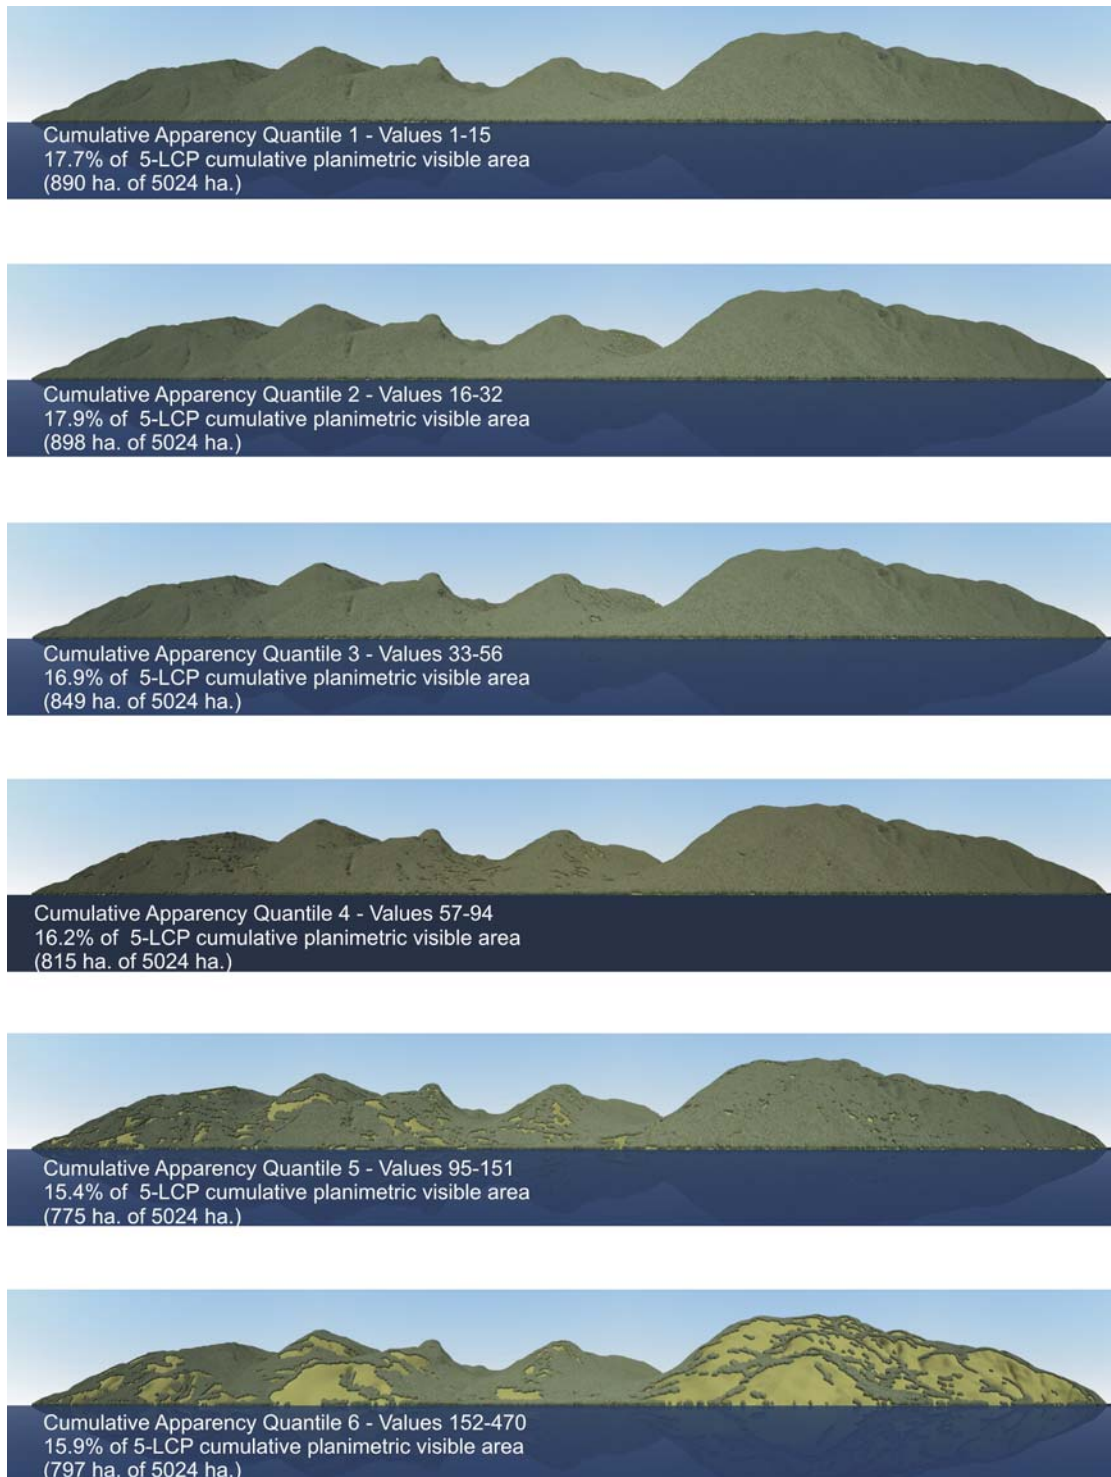 Cumulative Apparency Quantile 1 - Values 1-15
17.7% of 5-LCP cumulative planimetric visible area
(890 ha. of 5024 ha.)
Cumulative Apparency Quantile 2 - Values 16-32
17.9% of 5-LCP cumulative planimetric visible area
(898 ha. of 5024 ha.)
Cumulative Apparency Quantile 3 - Values 33-56
16.9% of 5-LCP cumulative planimetric visible area
(849 ha. of 5024 ha.)
Cumulative Apparency Quantile 4 - Values 57-94
16.2% of 5-LCP cumulative planimetric visible area
(815 ha. of 5024 ha.)
Cumulative Apparency Quantile 5 - Values 95-151
15.4% of 5-LCP cumulative planimetric visible area
(775 ha. of 5024 ha.)
Cumulative Apparency Quantile 6 - Values 152-470
15.9% of 5-LCP cumulative planimetric visible area
(797 ha. of 5024 ha.)